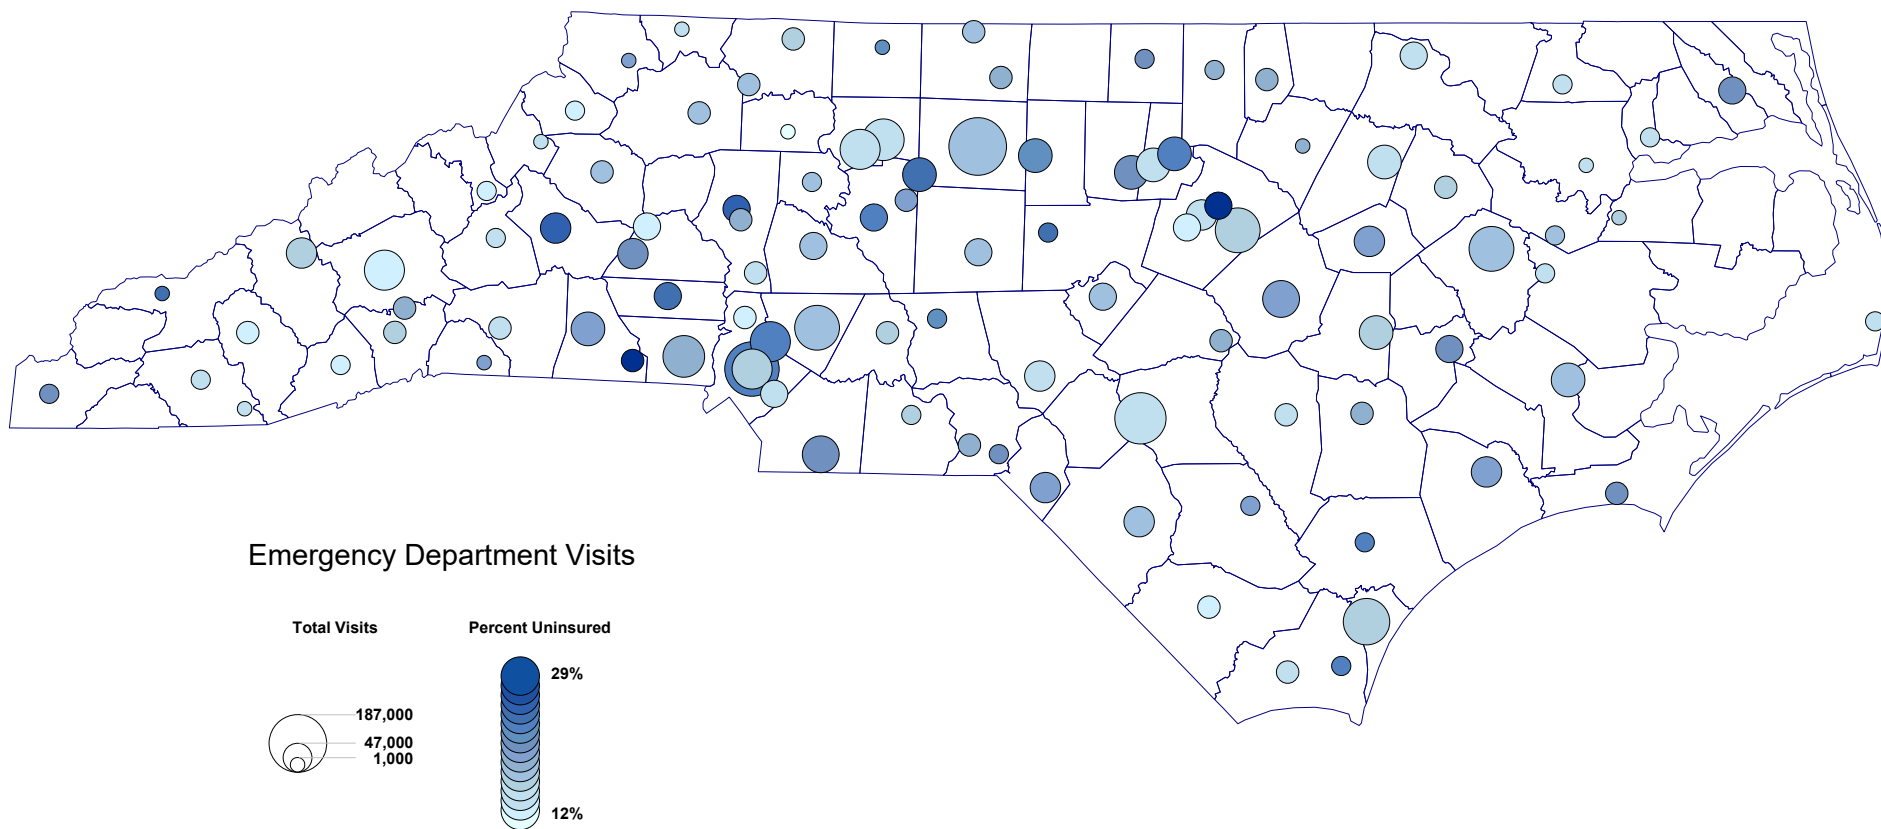 Emergency Department Visits
Total Visits
Percent Uninsured
29%
187,000
47,000
1,000
12%